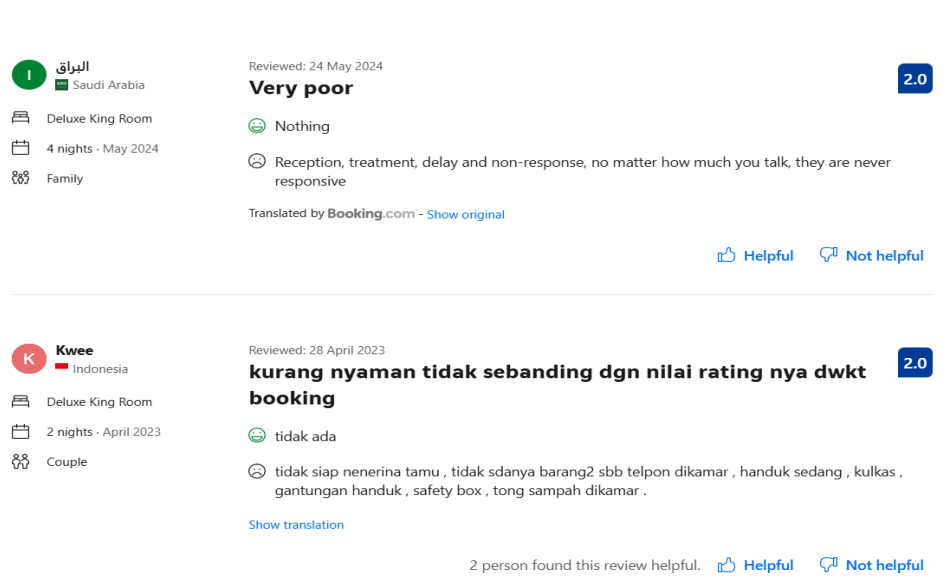 I
البراق
Saudi Arabia
Deluxe King Room
4 nights · May 2024
Family
Reviewed: 24 May 2024
Very poor
2.0
Nothing
Reception, treatment, delay and non-response, no matter how much you talk, they are never
responsive
Translated by Booking.com - Show original
Helpful Not helpful
K
Kwee
Indonesia
Deluxe King Room
2 nights · April 2023
Couple
Reviewed: 28 April 2023
kurang nyaman tidak sebanding dgn nilai rating nya dwkt
booking
2.0
tidak ada
tidak siap nenerina tamu , tidak sdanya barang2 sbb telpon dikamar , handuk sedang , kulkas ,
gantungan handuk , safety box , tong sampah dikamar .
Show translation
2 person found this review helpful. Helpful Not helpful